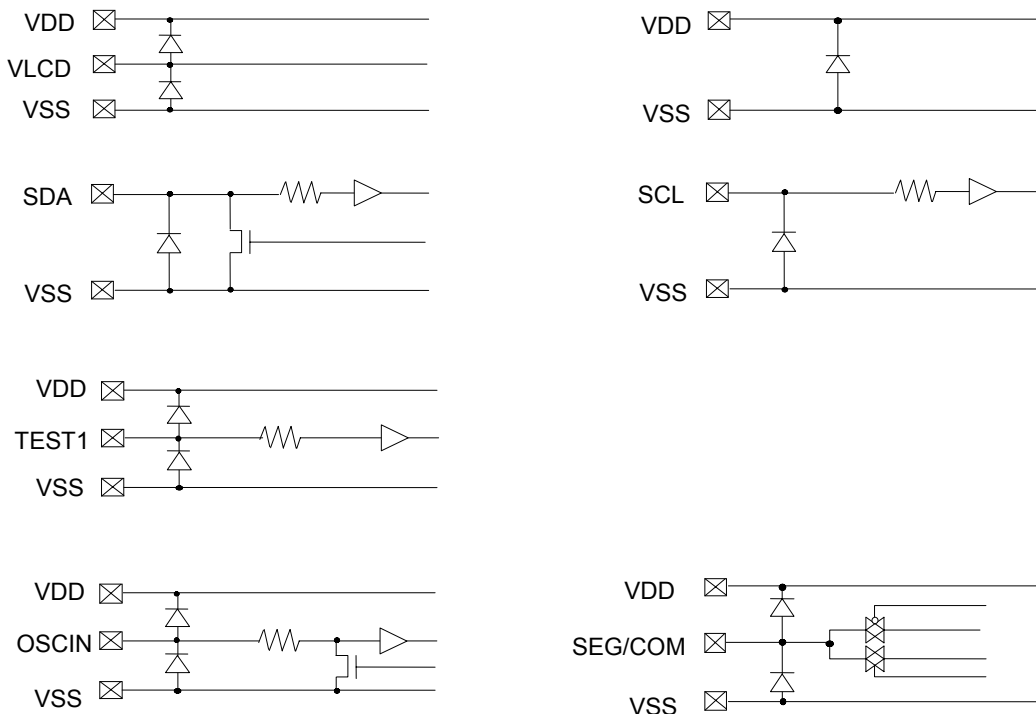 VDD
VLCD
VSS
VDD
VSS
SDA
VSS
SCL
VSS
VDD
TEST1
VSS
VDD
OSCIN
VSS
VDD
SEG/COM
VSS